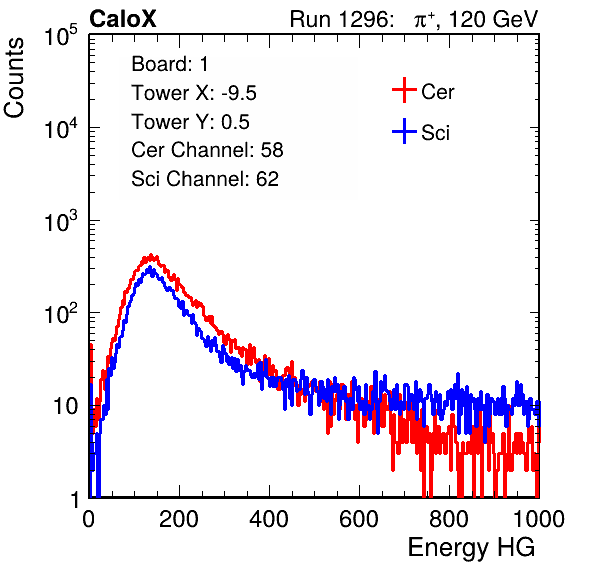 CaloX Run 1296: π⁺, 120 GeV
Board: 1
Tower X: -9.5
Tower Y: 0.5
Cer Channel: 58
Sci Channel: 62
Cer
Sci
Counts
10⁵
10⁴
10³
10²
10
1
0 200 400 600 800 1000
Energy HG